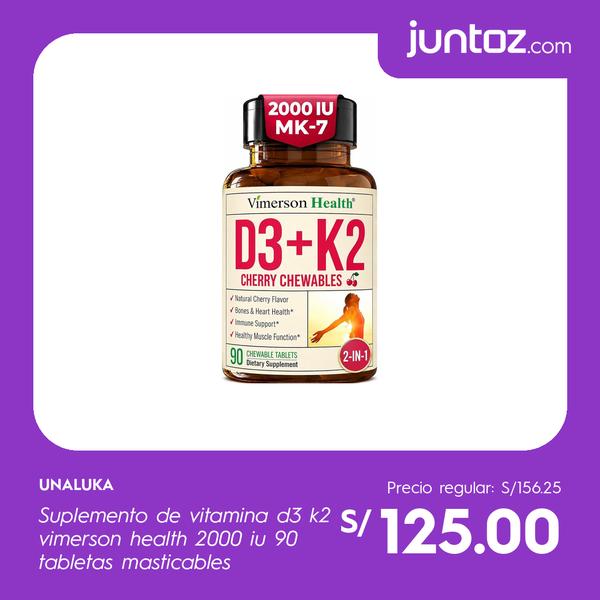 juntoz.com
2000 IU
MK-7
Vimerson Health®
D3+K2
CHERRY CHEWABLES
✓ Natural Cherry Flavor
✓ Bones & Heart Health*
✓ Immune Support*
✓ Healthy Muscle Function*
90 CHEWABLE TABLETS
Dietary Supplement
2-IN-1
UNALUKA
Suplemento de vitamina d3 k2
vimerson health 2000 iu 90
tabletas masticables
Precio regular: S/156.25
S/125.00